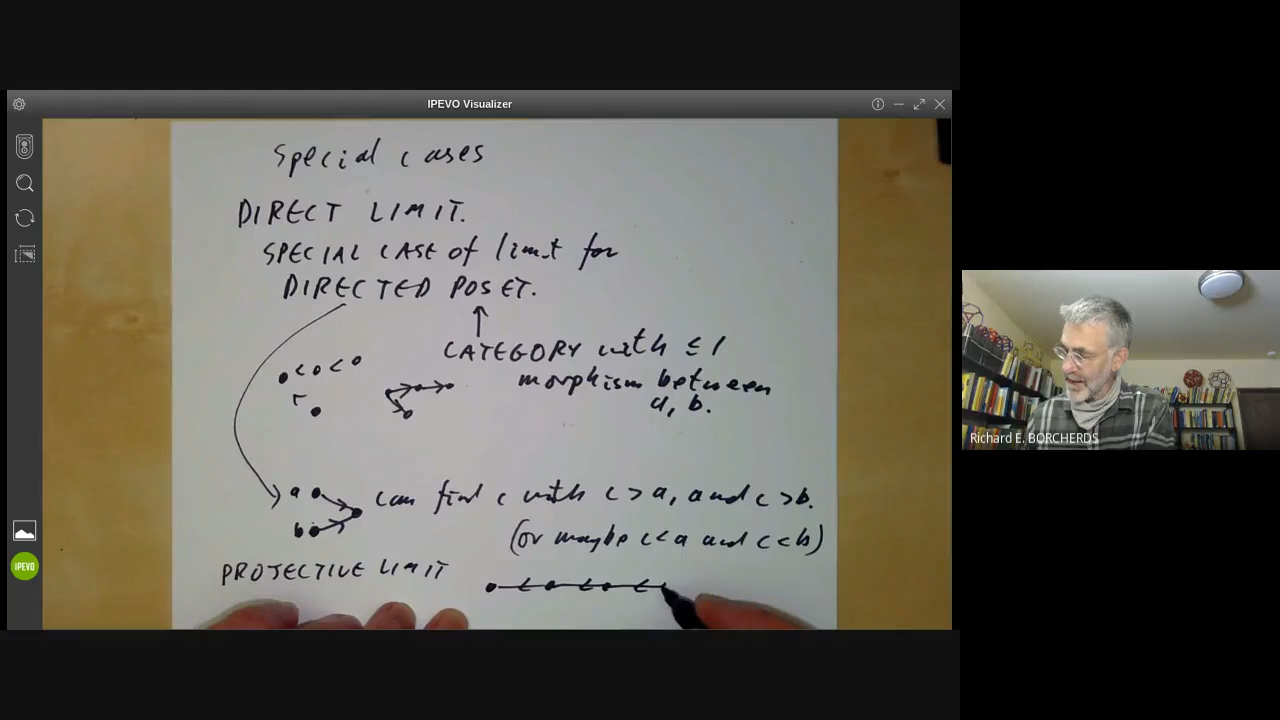 IPEVO Visualizer
Special cases
DIRECT LIMIT.
SPECIAL CASE of limit for
DIRECTED POSET.
CATEGORY with ≤ 1
morphism between
a, b.
a
can find c with c > a, and c > b.
b
(or maybe c < a and c < b)
PROJECTIVE LIMIT
IPEVO
Richard E. BORCHERDS